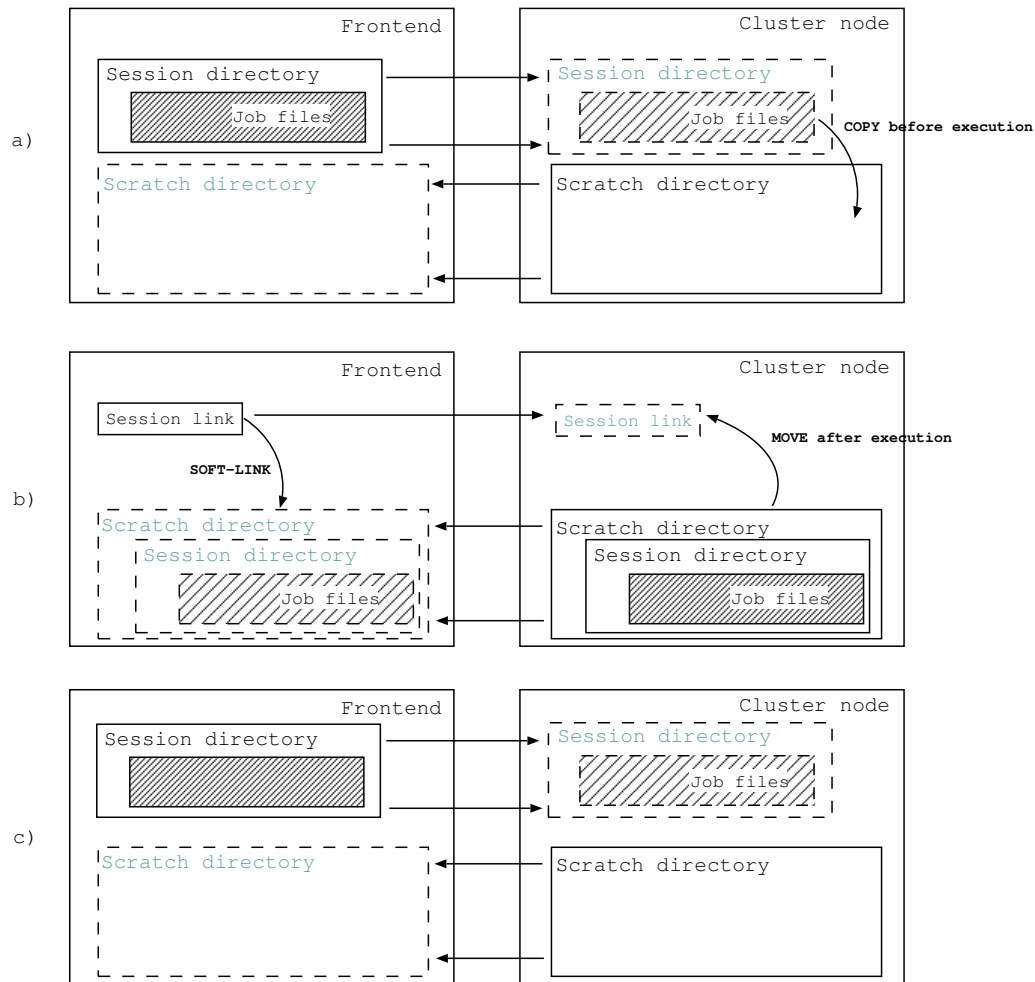 Frontend
Cluster node
Session directory
Session directory
Job files
Job files
a)
COPY before execution
Scratch directory
Scratch directory
Frontend
Cluster node
Session link
Session link
MOVE after execution
SOFT-LINK
b)
Scratch directory
Scratch directory
Session directory
Session directory
Job files
Job files
Frontend
Cluster node
Session directory
Session directory
Job files
c)
Scratch directory
Scratch directory